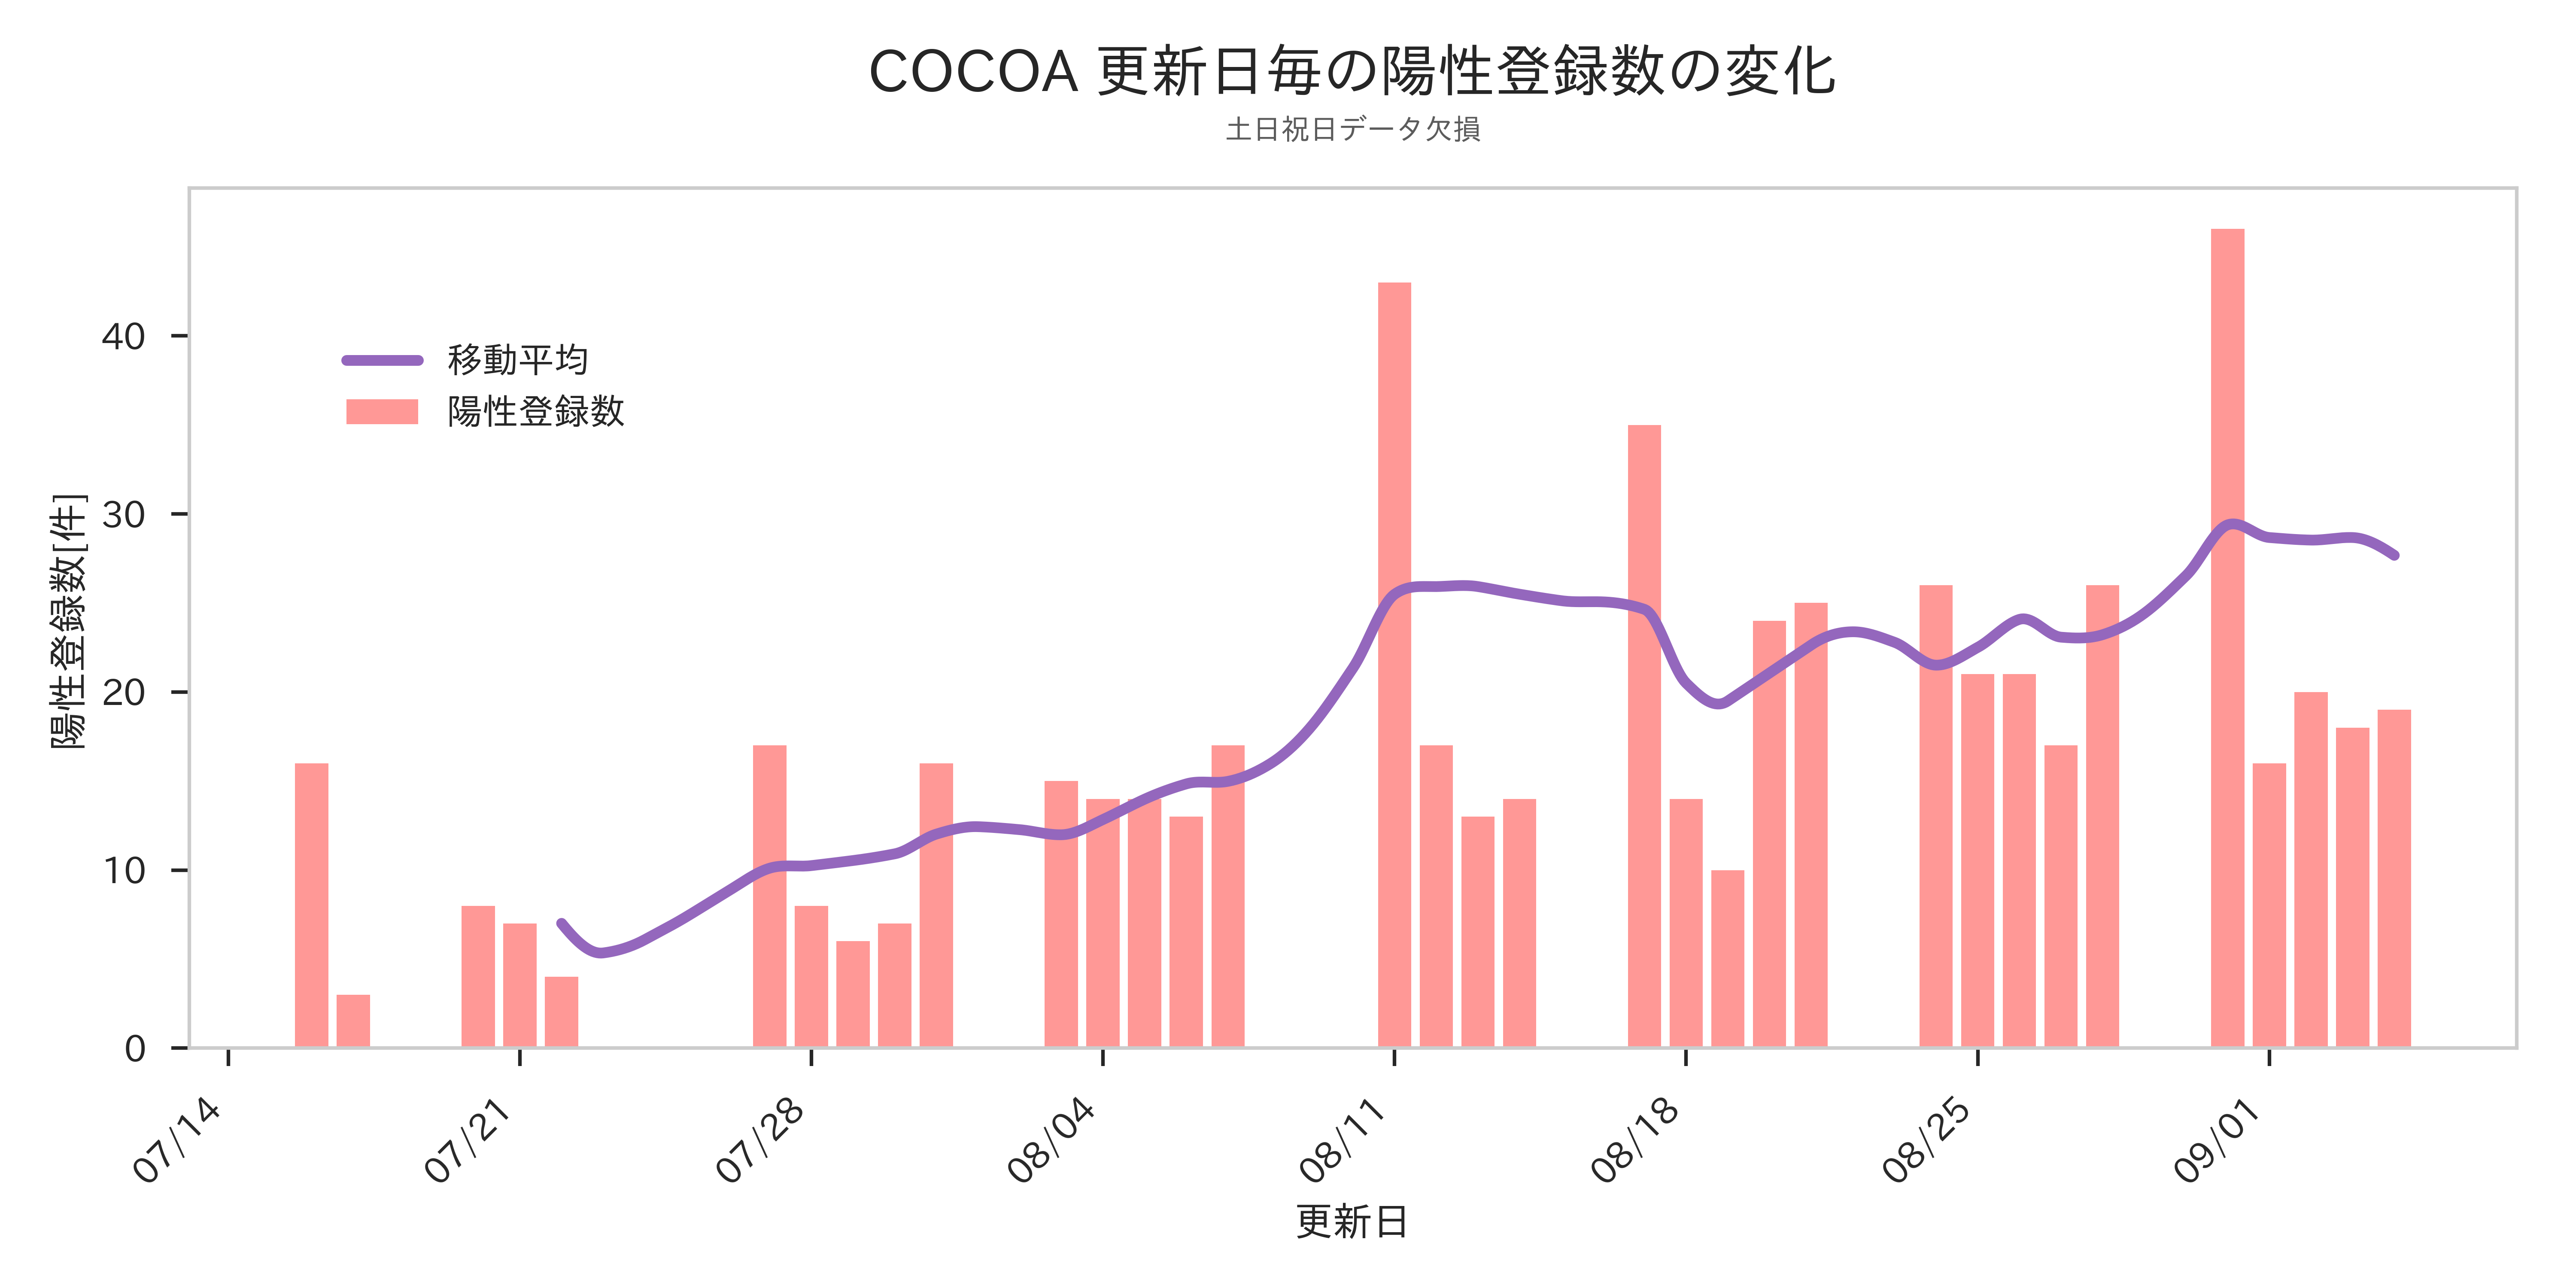 COCOA 更新日毎の陽性登録数の変化
土日祝日データ欠損
移動平均
陽性登録数
陽性登録数[件]
40
30
20
10
0
07/14
07/21
07/28
08/04
08/11
08/18
08/25
09/01
更新日